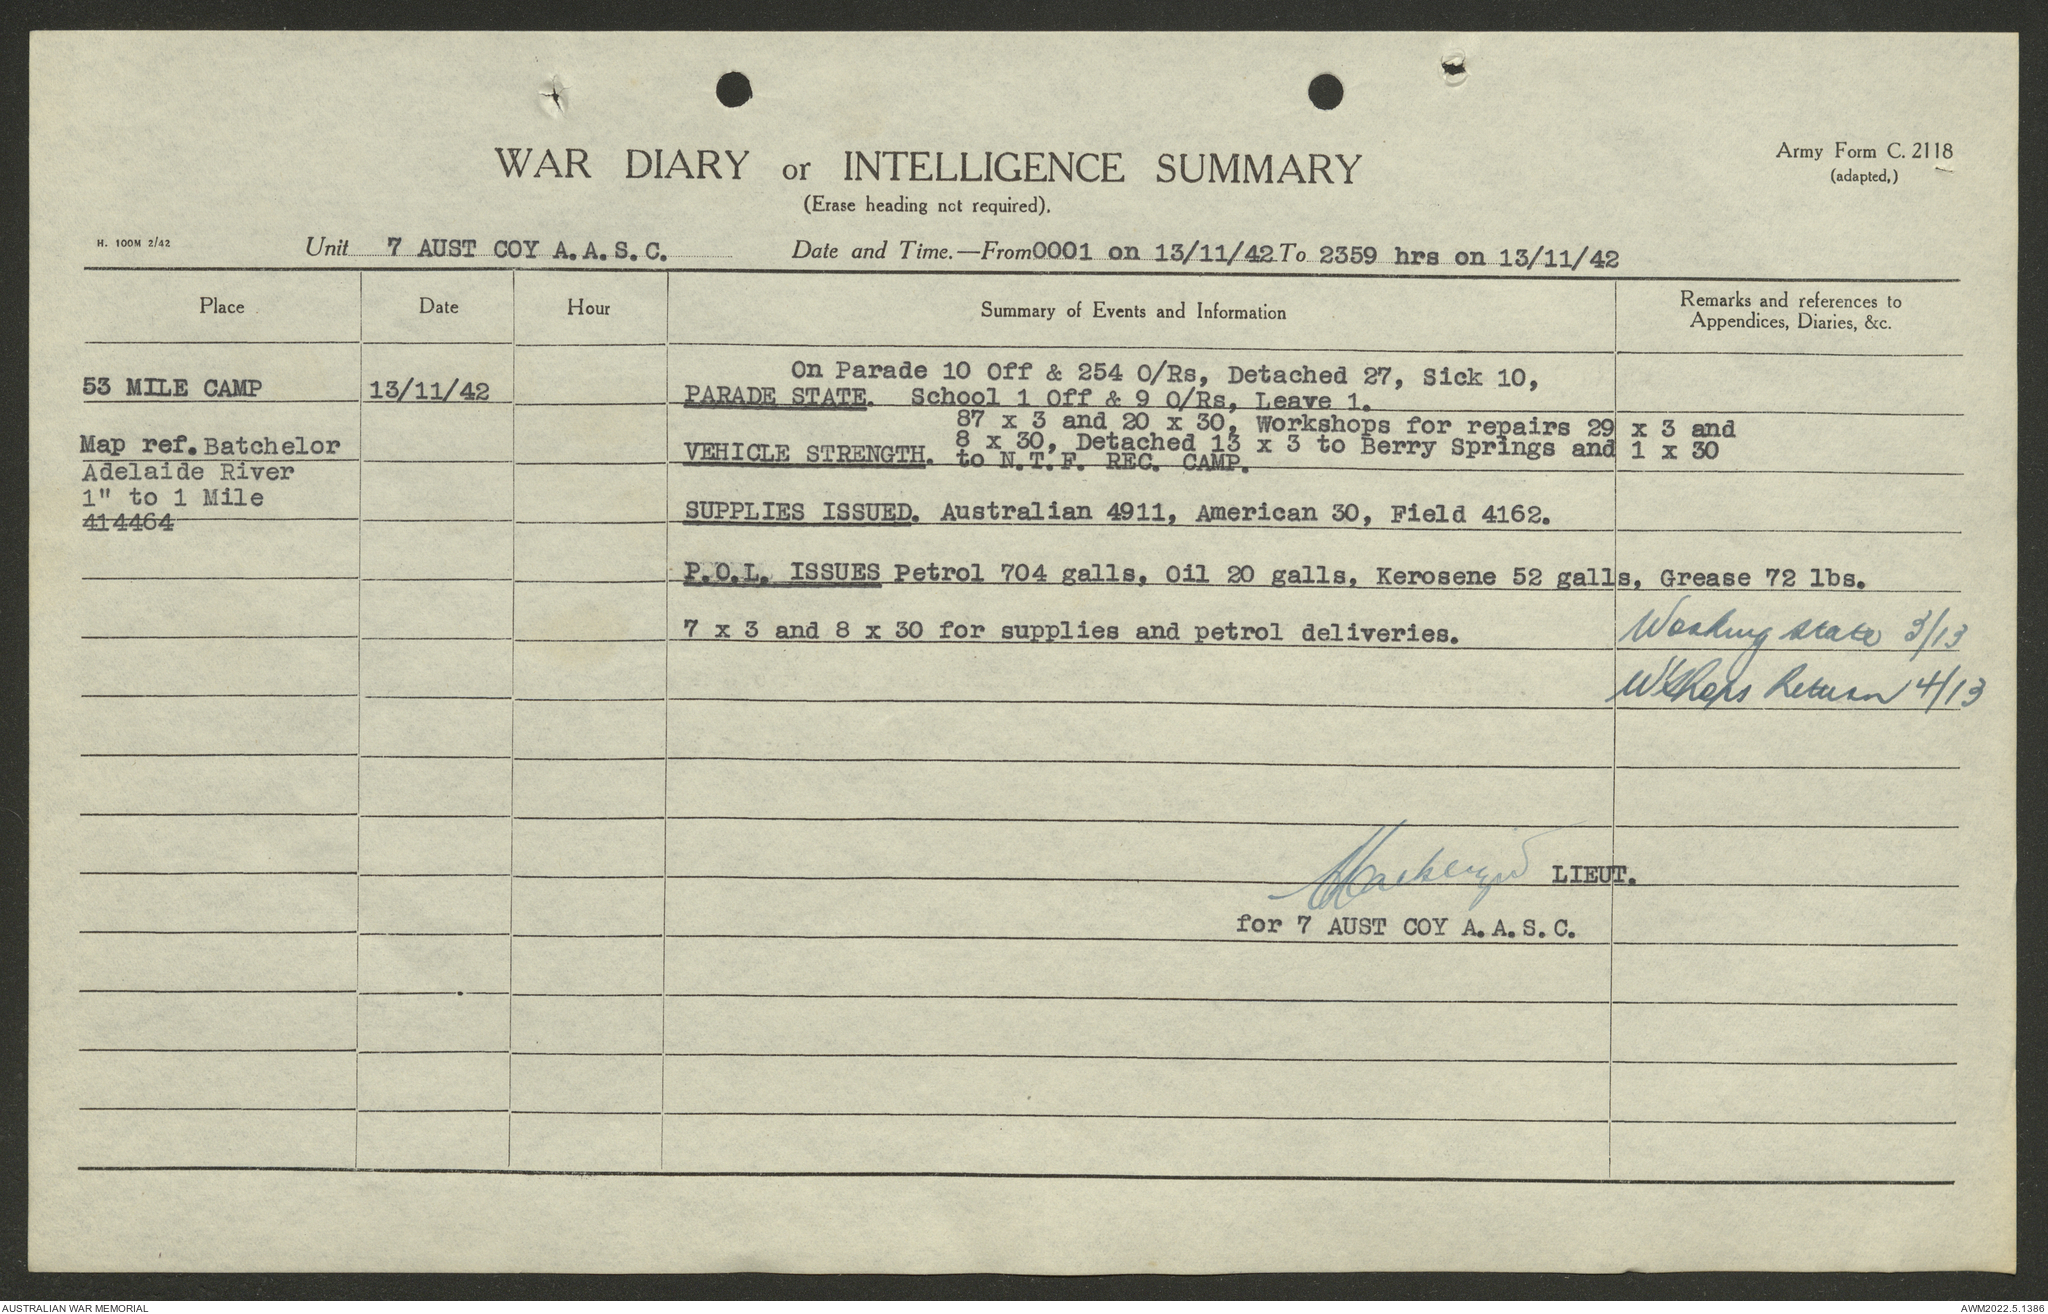 WAR DIARY or INTELLIGENCE SUMMARY
Army Form C. 2118
(adapted,)
(Erase heading not required).
H. 100M 2/42
Unit 7 AUST COY A.A.S.C. Date and Time.—From 0001 on 13/11/42 To 2359 hrs on 13/11/42
Place Date Hour Summary of Events and Information Remarks and references to
Appendices, Diaries, &c.
On Parade 10 Off & 254 O/Rs, Detached 27, Sick 10,
53 MILE CAMP 13/11/42 PARADE STATE. School 1 Off & 9 O/Rs, Leave 1.
87 x 3 and 20 x 30, Workshops for repairs 29 x 3 and
Map ref. Batchelor 8 x 30, Detached 13 x 3 to Berry Springs and 1 x 30
VEHICLE STRENGTH. to N.T.F. REC. CAMP.
Adelaide River
1" to 1 Mile
414464
SUPPLIES ISSUED. Australian 4911, American 30, Field 4162.
P.O.L. ISSUES Petrol 704 galls, Oil 20 galls, Kerosene 52 galls, Grease 72 lbs.
7 x 3 and 8 x 30 for supplies and petrol deliveries. Working state 3/13
W'Shops Return 4/13
Mackenzie LIEUT.
for 7 AUST COY A.A.S.C.
AUSTRALIAN WAR MEMORIAL
AWM2022.5.1386